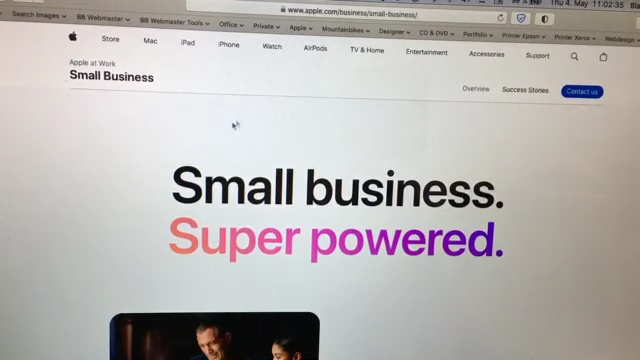 Thu 4. May 11:02:35
www.apple.com/business/small-business/
Search Images BB Webmaster BB Webmaster Tools Office Private Apple Mountainbikes Designer CD & DVD Portfolio Printer Epson Printer Xerox Webdesign
Store Mac iPad iPhone Watch AirPods TV & Home Entertainment Accessories Support
Apple at Work
Small Business
Overview Success Stories Contact us
Small business.
Super powered.